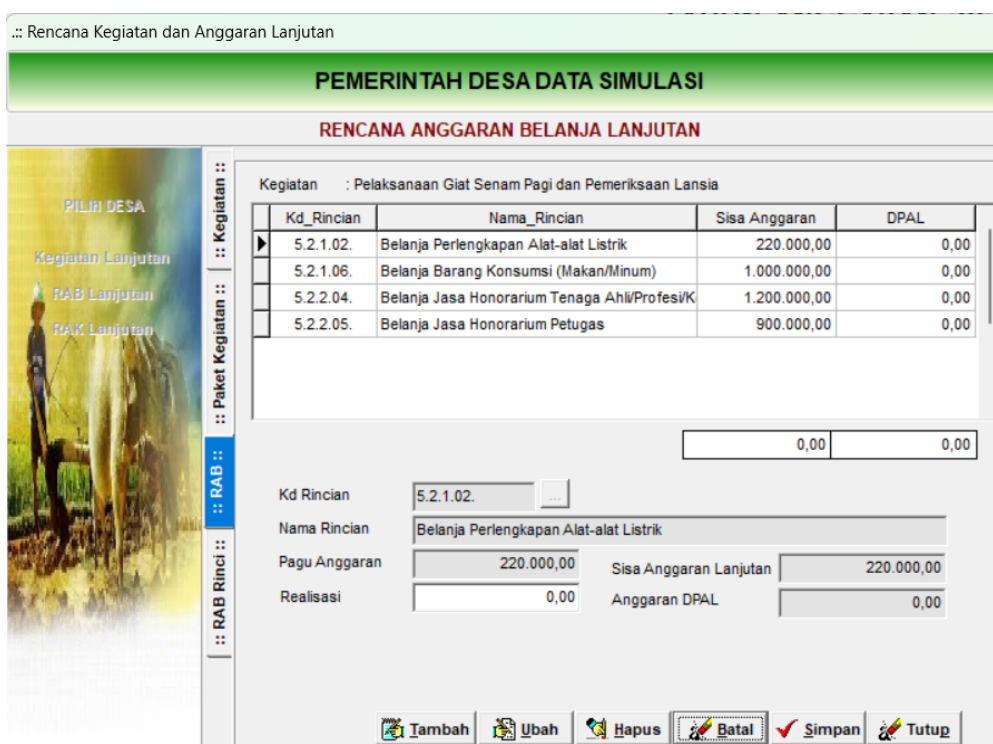 .:: Rencana Kegiatan dan Anggaran Lanjutan
PEMERINTAH DESA DATA SIMULASI
RENCANA ANGGARAN BELANJA LANJUTAN
PILIH DESA
Kegiatan Lanjutan
RAB Lanjutan
RAK Lanjutan
:: Kegiatan ::
:: Paket Kegiatan ::
:: RAB ::
:: RAB Rinci ::
Kegiatan : Pelaksanaan Giat Senam Pagi dan Pemeriksaan Lansia
Kd_Rincian Nama_Rincian Sisa Anggaran DPAL
5.2.1.02. Belanja Perlengkapan Alat-alat Listrik 220.000,00 0,00
5.2.1.06. Belanja Barang Konsumsi (Makan/Minum) 1.000.000,00 0,00
5.2.2.04. Belanja Jasa Honorarium Tenaga Ahli/Profesi/K 1.200.000,00 0,00
5.2.2.05. Belanja Jasa Honorarium Petugas 900.000,00 0,00
0,00 0,00
Kd Rincian 5.2.1.02. ...
Nama Rincian Belanja Perlengkapan Alat-alat Listrik
Pagu Anggaran 220.000,00 Sisa Anggaran Lanjutan 220.000,00
Realisasi 0,00 Anggaran DPAL 0,00
Tambah Ubah Hapus Batal Simpan Tutup